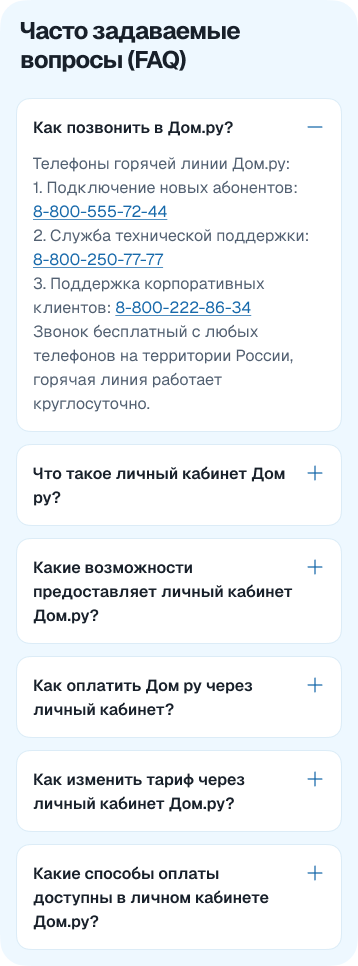 Часто задаваемые
вопросы (FAQ)
Как позвонить в Дом.ру?
Телефоны горячей линии Дом.ру:
1. Подключение новых абонентов:
8-800-555-72-44
2. Служба технической поддержки:
8-800-250-77-77
3. Поддержка корпоративных
клиентов: 8-800-222-86-34
Звонок бесплатный с любых
телефонов на территории России,
горячая линия работает
круглосуточно.
Что такое личный кабинет Дом
ру?
Какие возможности
предоставляет личный кабинет
Дом.ру?
Как оплатить Дом ру через
личный кабинет?
Как изменить тариф через
личный кабинет Дом.ру?
Какие способы оплаты
доступны в личном кабинете
Дом.ру?